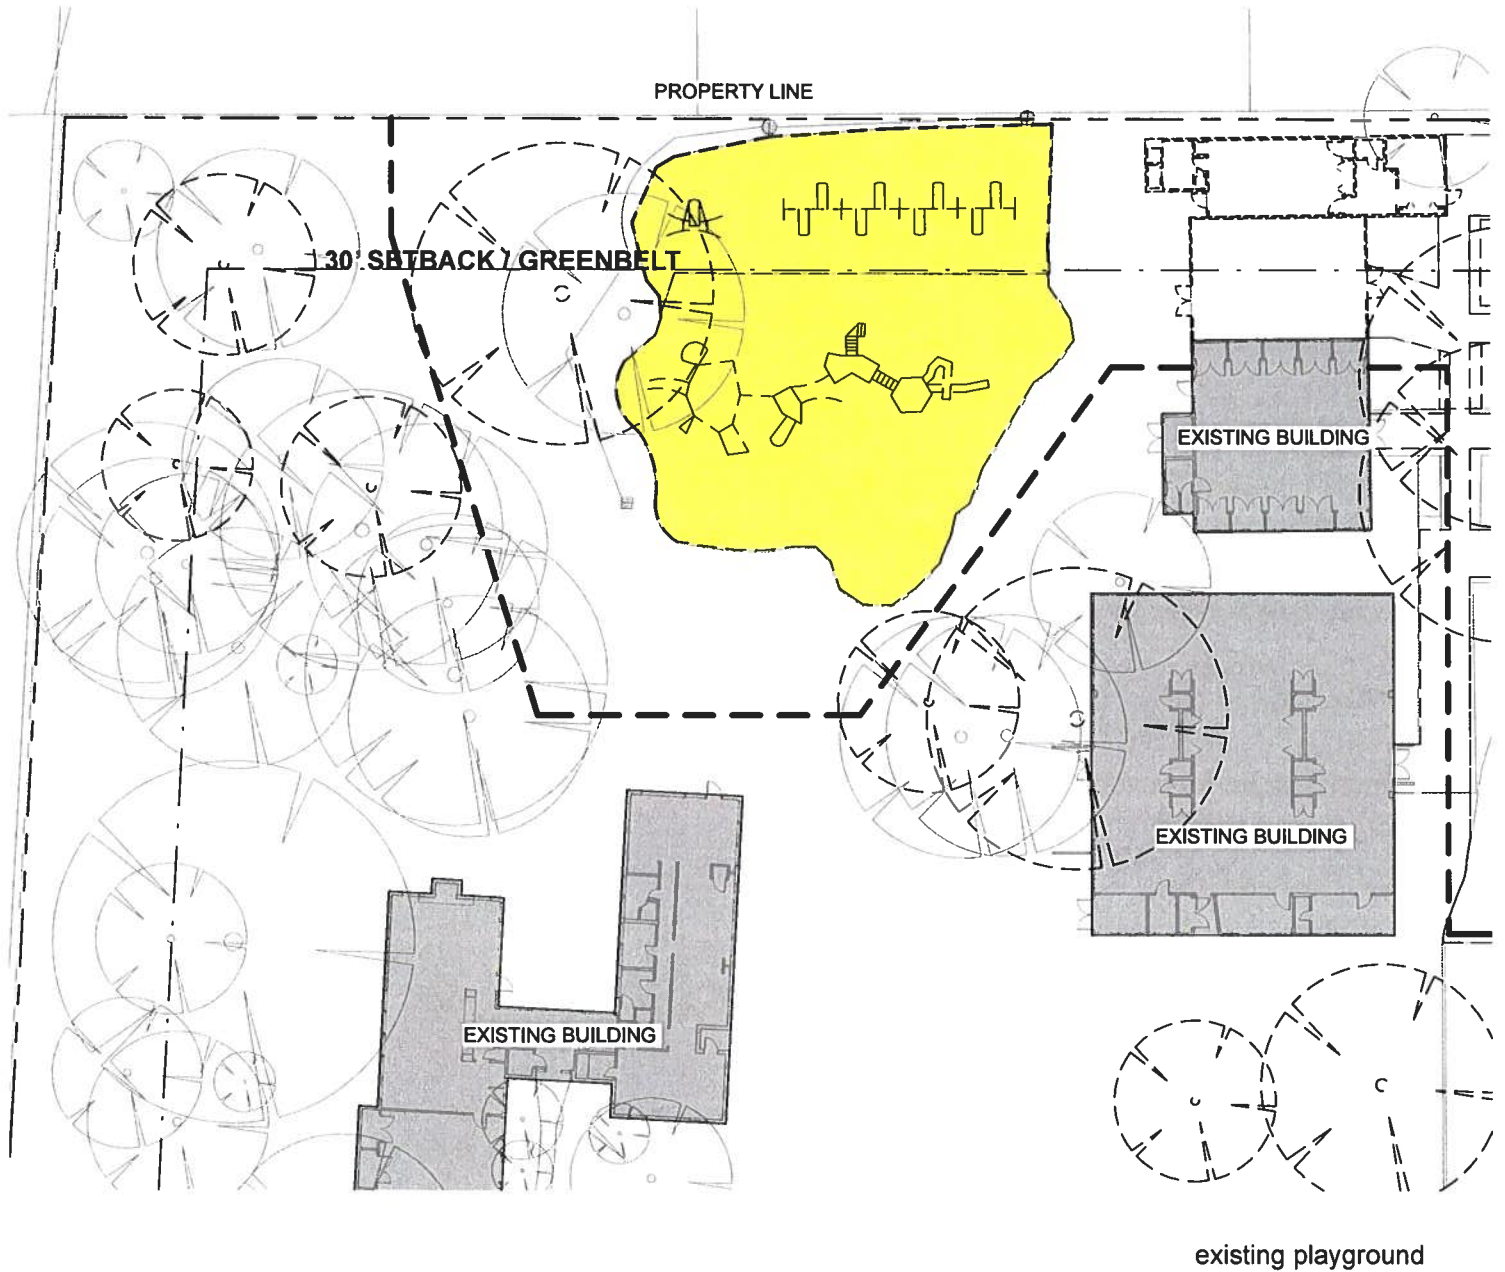 PROPERTY LINE
30' SETBACK / GREENBELT
EXISTING BUILDING
EXISTING BUILDING
EXISTING BUILDING
existing playground